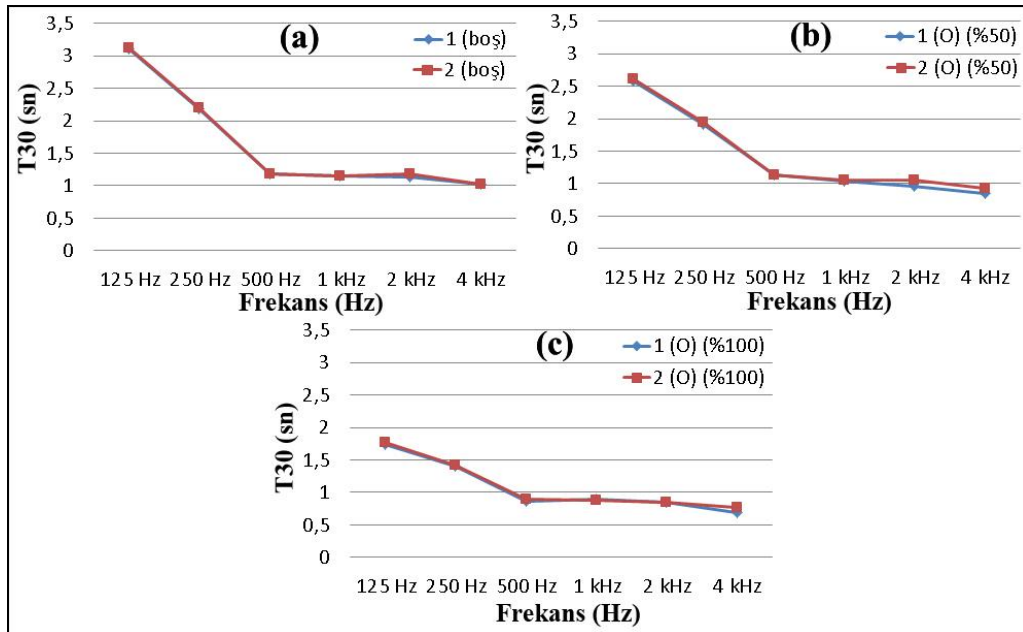 (a)
1 (boş)
2 (boş)
T30 (sn)
3,5
3
2,5
2
1,5
1
0,5
0
125 Hz 250 Hz 500 Hz 1 kHz 2 kHz 4 kHz
Frekans (Hz)
(b)
1 (O) (%50)
2 (O) (%50)
T30 (sn)
3,5
3
2,5
2
1,5
1
0,5
0
125 Hz 250 Hz 500 Hz 1 kHz 2 kHz 4 kHz
Frekans (Hz)
(c)
1 (O) (%100)
2 (O) (%100)
T30 (sn)
3,5
3
2,5
2
1,5
1
0,5
0
125 Hz 250 Hz 500 Hz 1 kHz 2 kHz 4 kHz
Frekans (Hz)